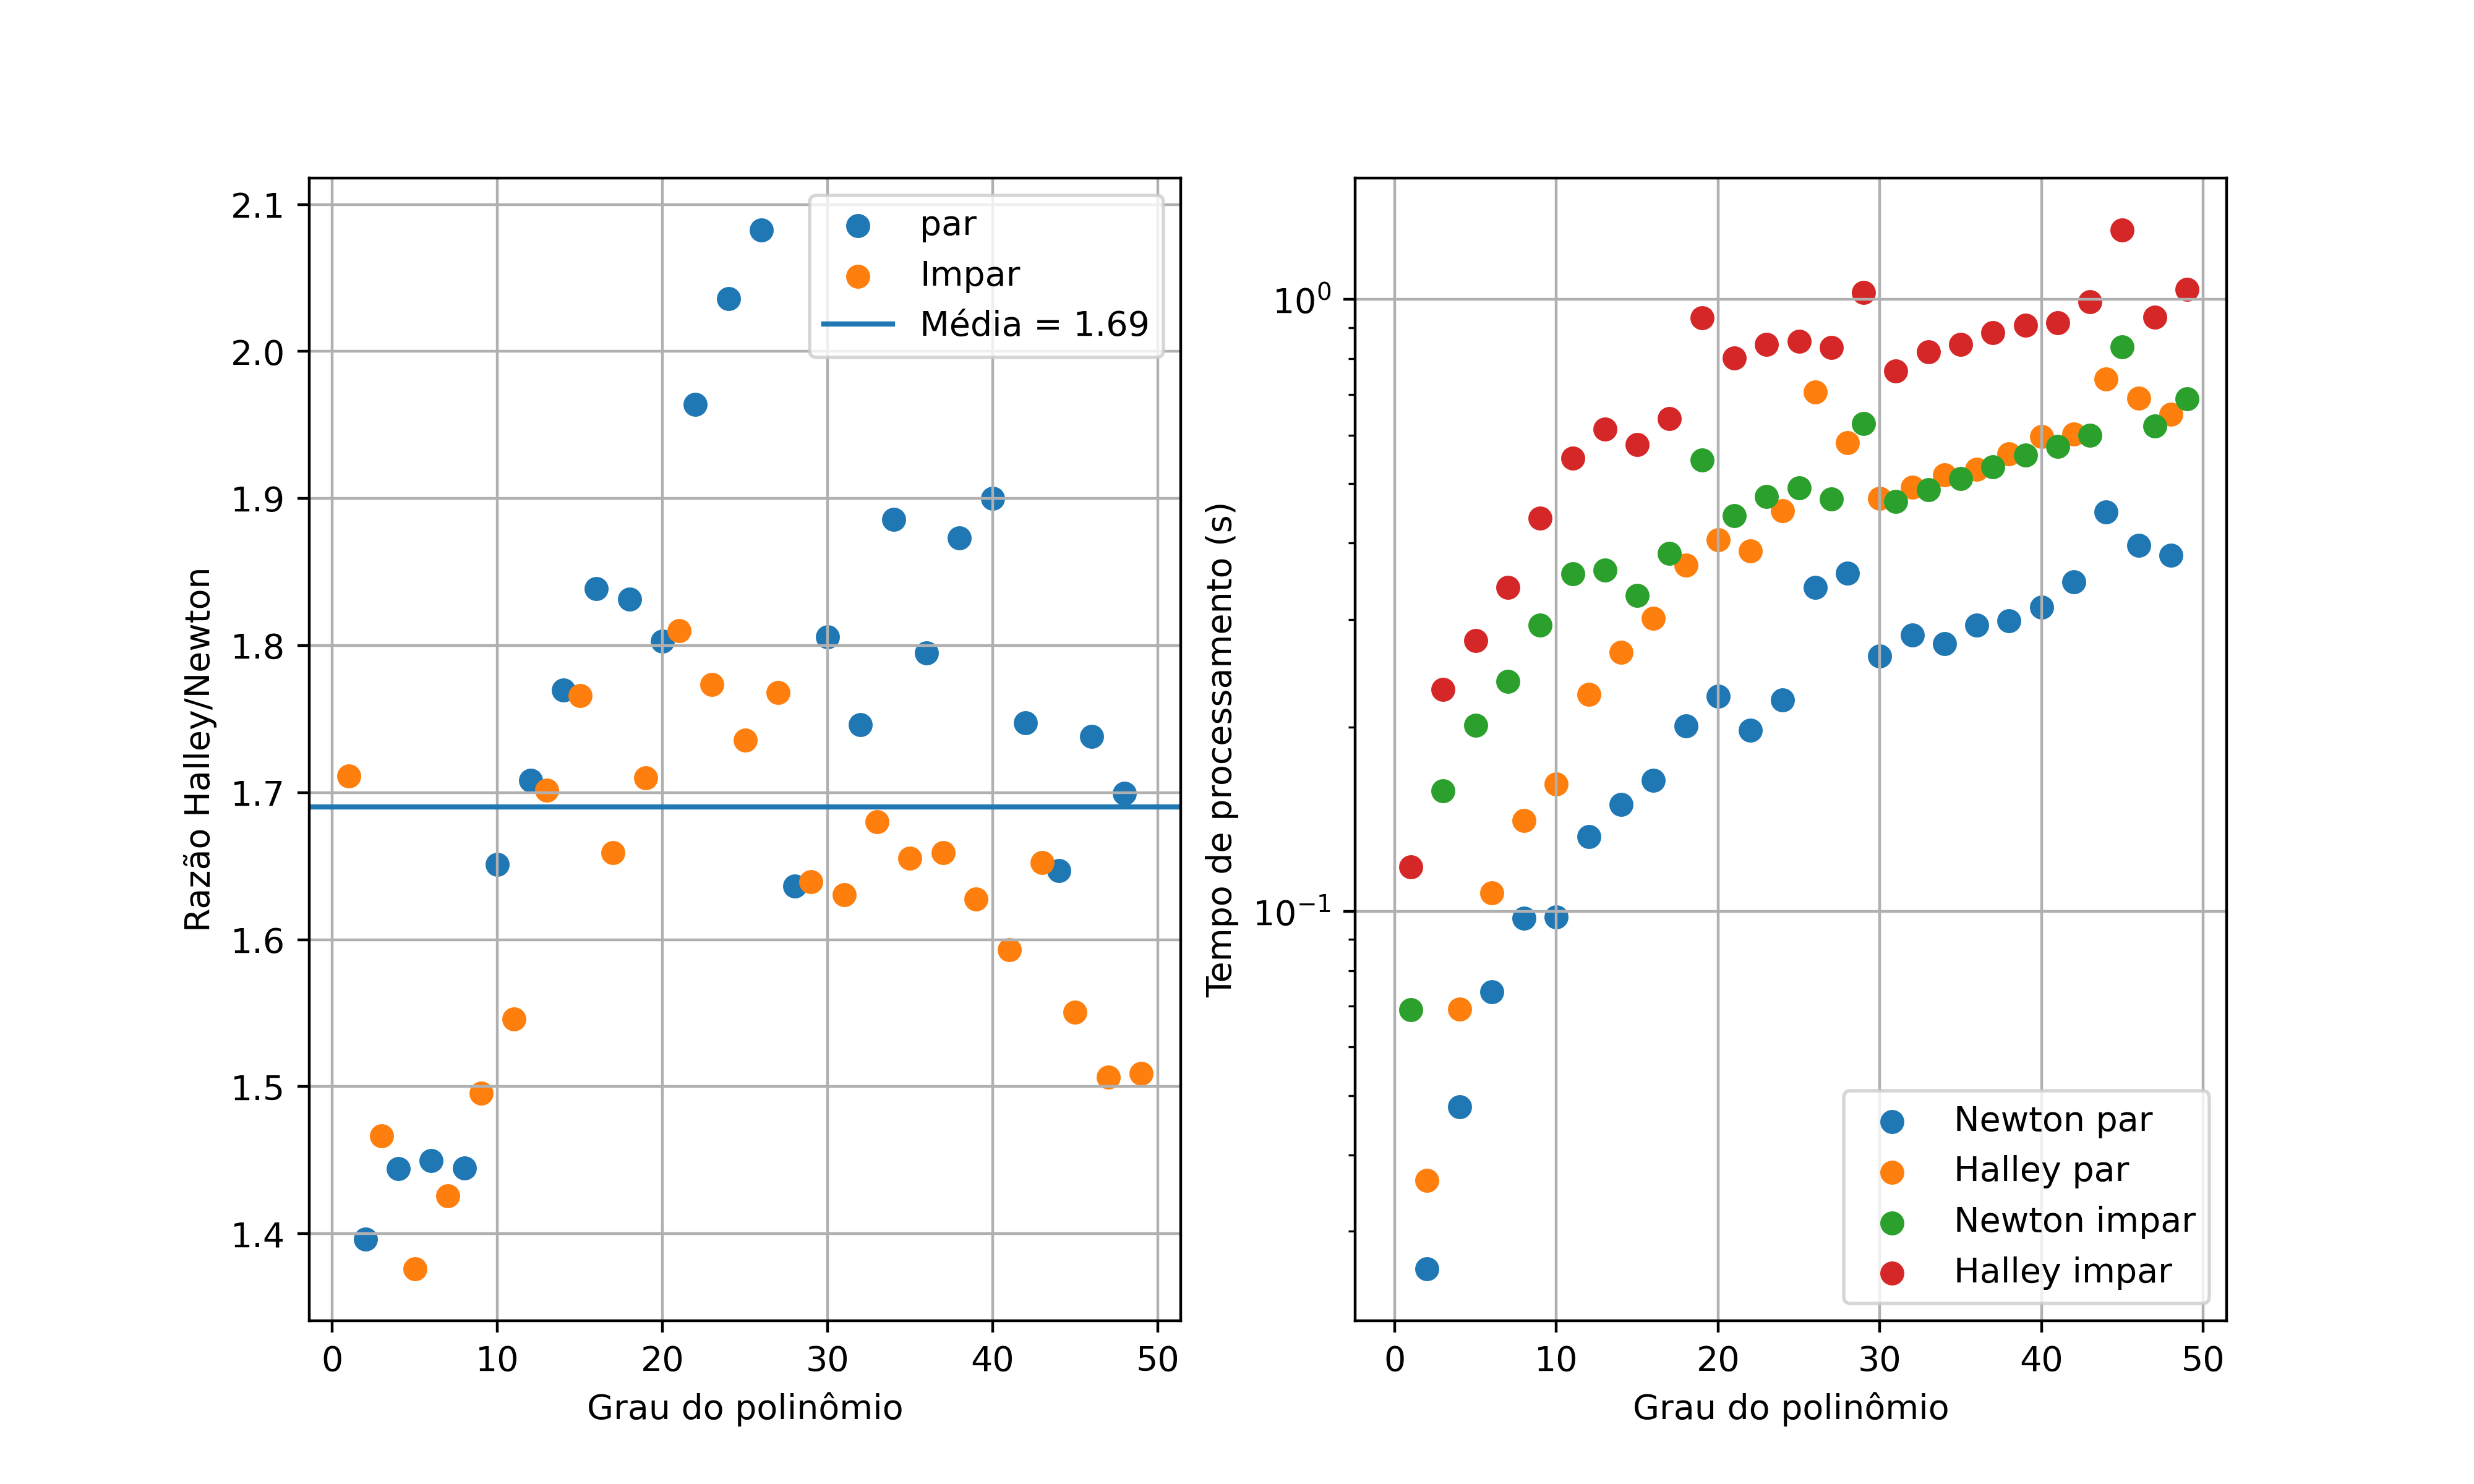 2.1
2.0
1.9
1.8
1.7
1.6
1.5
1.4
Razão Halley/Newton
0 10 20 30 40 50
Grau do polinômio
par
Impar
Média = 1.69
10⁰
10⁻¹
Tempo de processamento (s)
0 10 20 30 40 50
Grau do polinômio
Newton par
Halley par
Newton impar
Halley impar